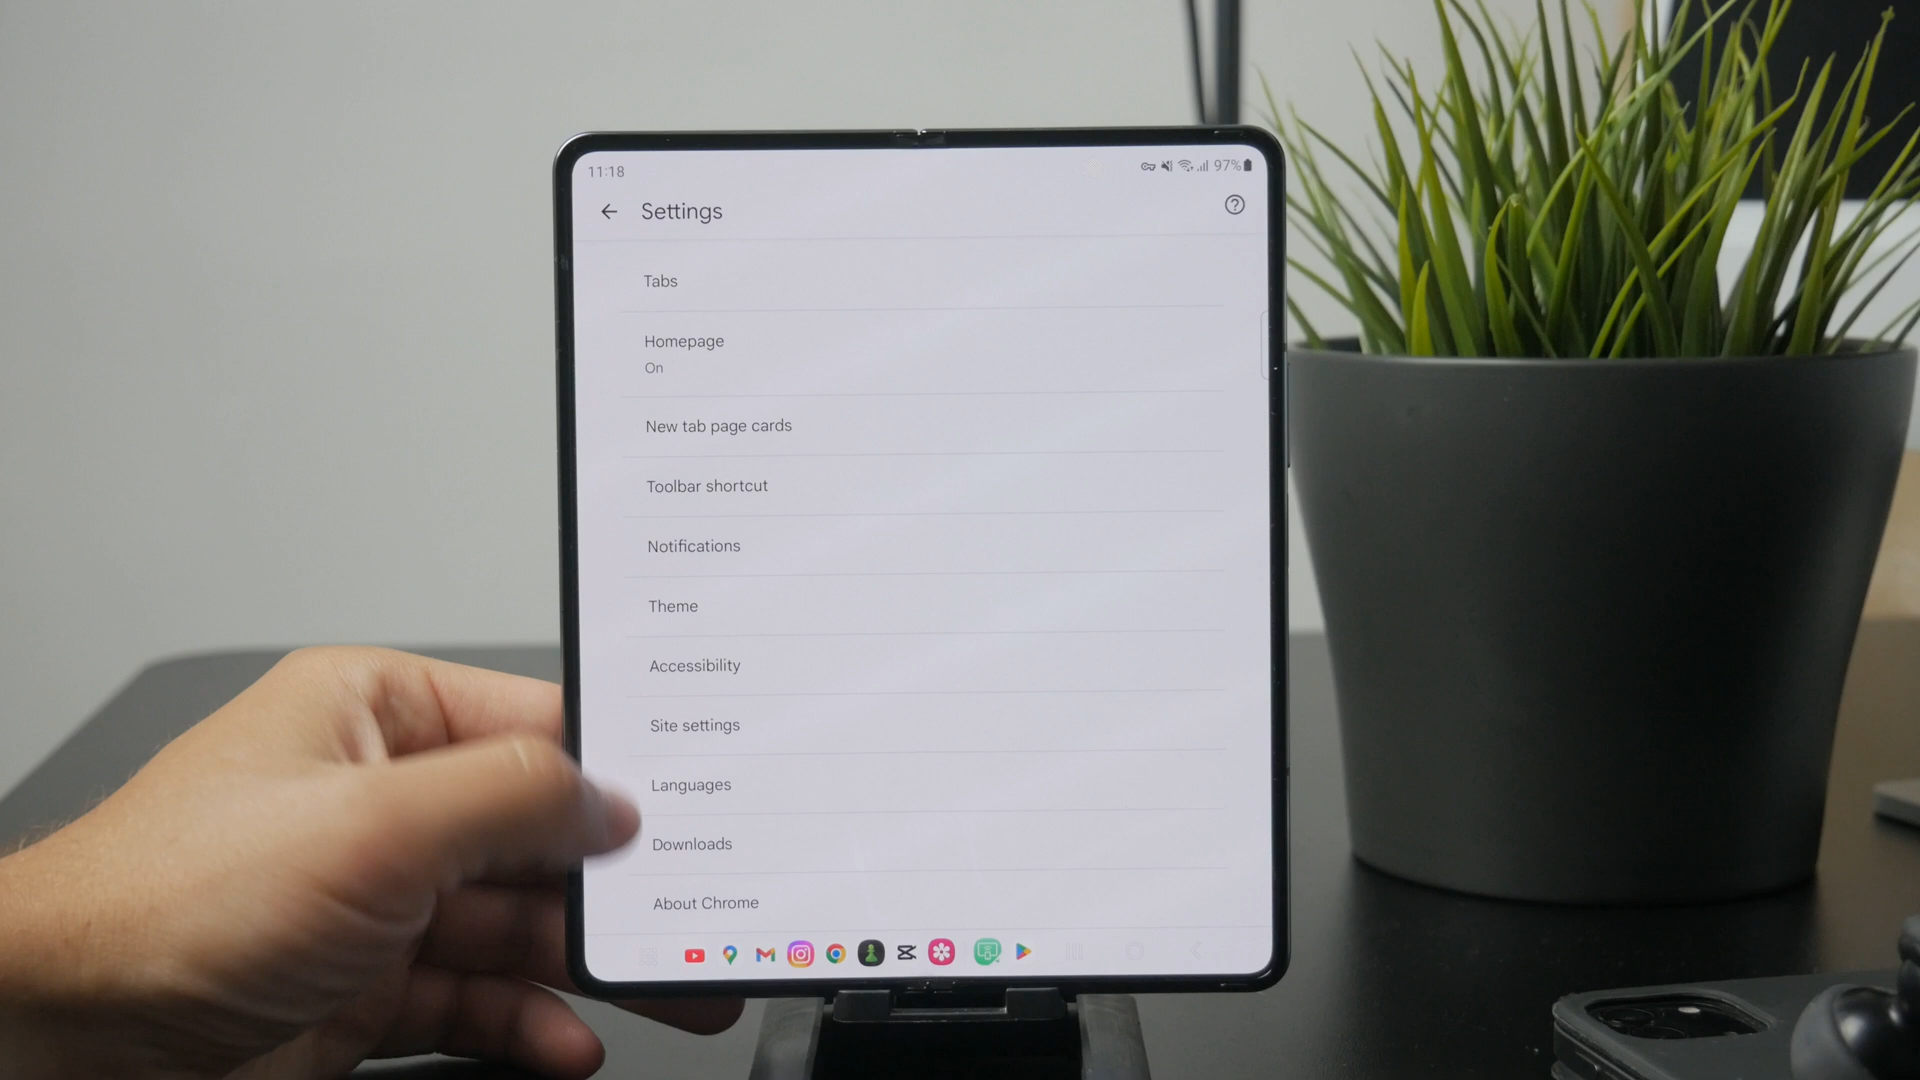 11:18
97%
Settings
Tabs
Homepage
On
New tab page cards
Toolbar shortcut
Notifications
Theme
Accessibility
Site settings
Languages
Downloads
About Chrome